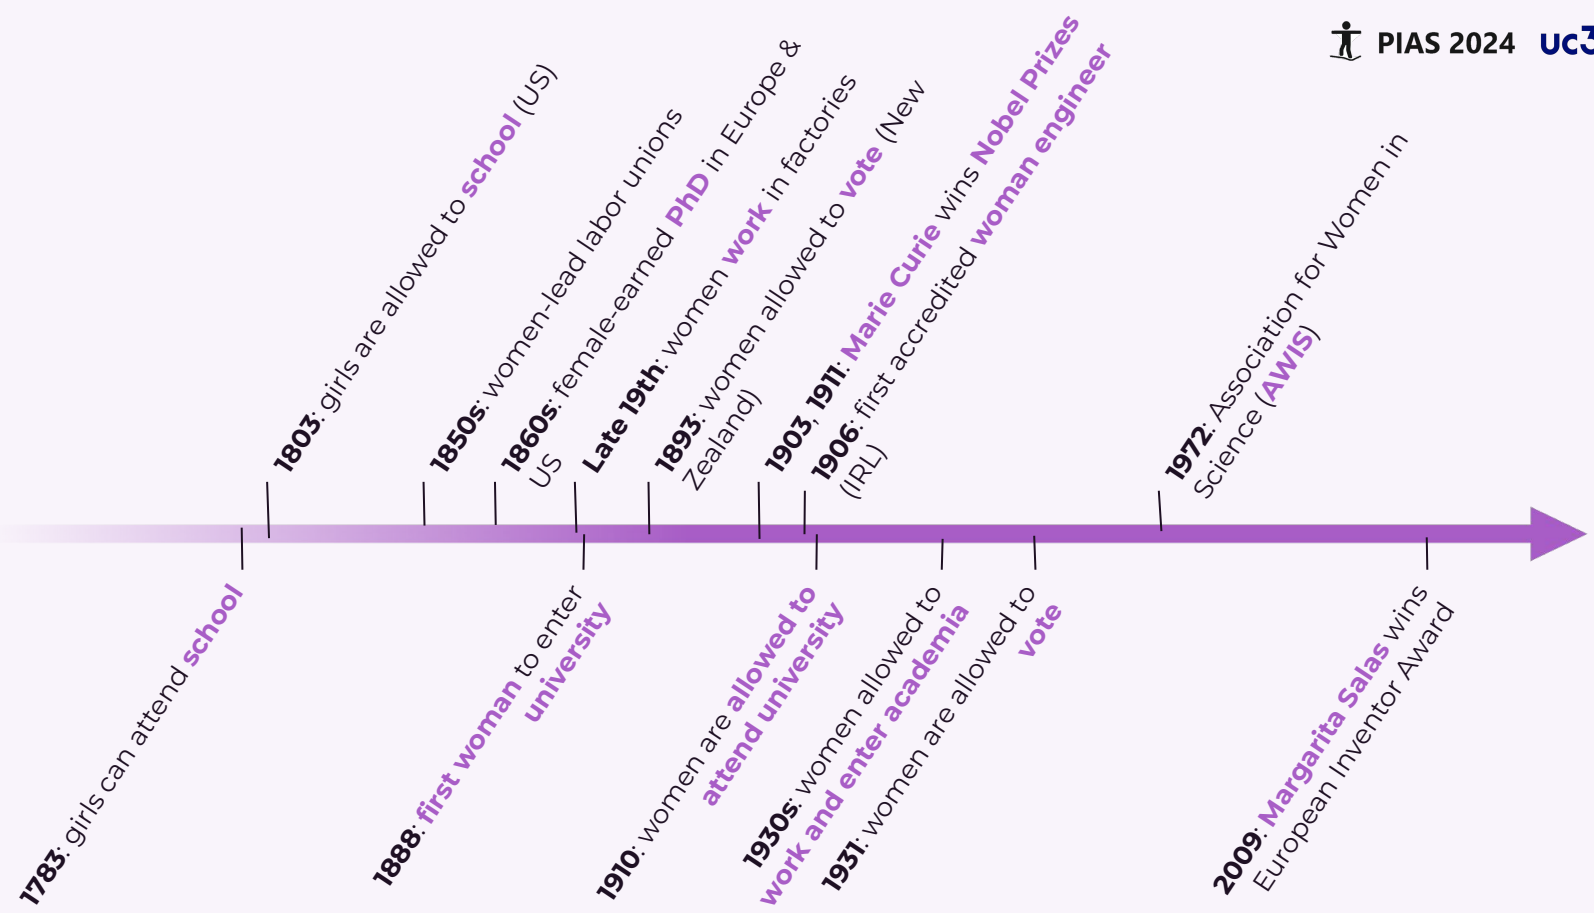 PIAS 2024
uc3
1803: girls are allowed to school (US)
1850s: women-lead labor unions
1860s: female-earned PhD in Europe &
US
Late 19th: women work in factories
1893: women allowed to vote (New
Zealand)
1903, 1911: Marie Curie wins Nobel Prizes
1906: first accredited woman engineer
(IRL)
1972: Association for Women in
Science (AWIS)
1783: girls can attend school
1888: first woman to enter
university
1910: women are allowed to
attend university
1930s: women allowed to
work and enter academia
1931: women are allowed to
vote
2009: Margarita Salas wins
European Inventor Award